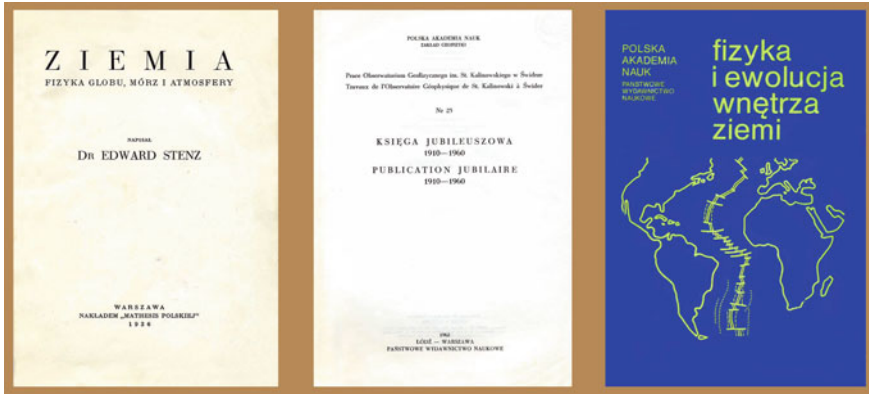 ZIEMIA
FIZYKA GLOBU, MÓRZ I ATMOSFERY
NAPISAŁ
DR EDWARD STENZ
WARSZAWA
NAKŁADEM „MATHESIS POLSKIEJ”
1936
POLSKA AKADEMIA NAUK
ZAKŁAD GEOFIZYKI
Prace Obserwatorium Geofizycznego im. St. Kalinowskiego w Świdrze
Travaux de l'Observatoire Géophysique de St. Kalinowski à Świder
Nr 25
KSIĘGA JUBILEUSZOWA
1910—1960
PUBLICATION JUBILAIRE
1910—1960
1962
ŁÓDŹ — WARSZAWA
PAŃSTWOWE WYDAWNICTWO NAUKOWE
POLSKA
AKADEMIA
NAUK
PAŃSTWOWE
WYDAWNICTWO
NAUKOWE
fizyka
i ewolucja
wnętrza
ziemi